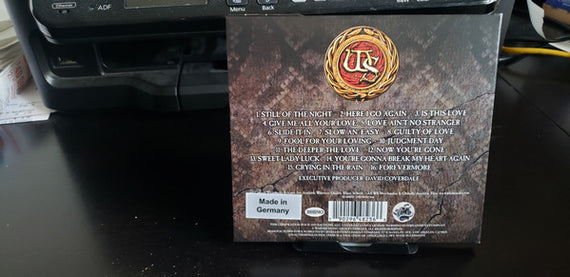 Ethernet
ADF
Menu
Back
WS
1. STILL OF THE NIGHT 2. HERE I GO AGAIN 3. IS THIS LOVE
4. GIVE ME ALL YOUR LOVE 5. LOVE AIN'T NO STRANGER
6. SLIDE IT IN 7. SLOW AN' EASY 8. GUILTY OF LOVE
9. FOOL FOR YOUR LOVING 10. JUDGMENT DAY
11. THE DEEPER THE LOVE 12. NOW YOU'RE GONE
13. SWEET LADY LUCK 14. YOU'RE GONNA BREAK MY HEART AGAIN
15. CRYING IN THE RAIN 16. FOREVERMORE
EXECUTIVE PRODUCER: DAVID COVERDALE
Made in
Germany
RHINO